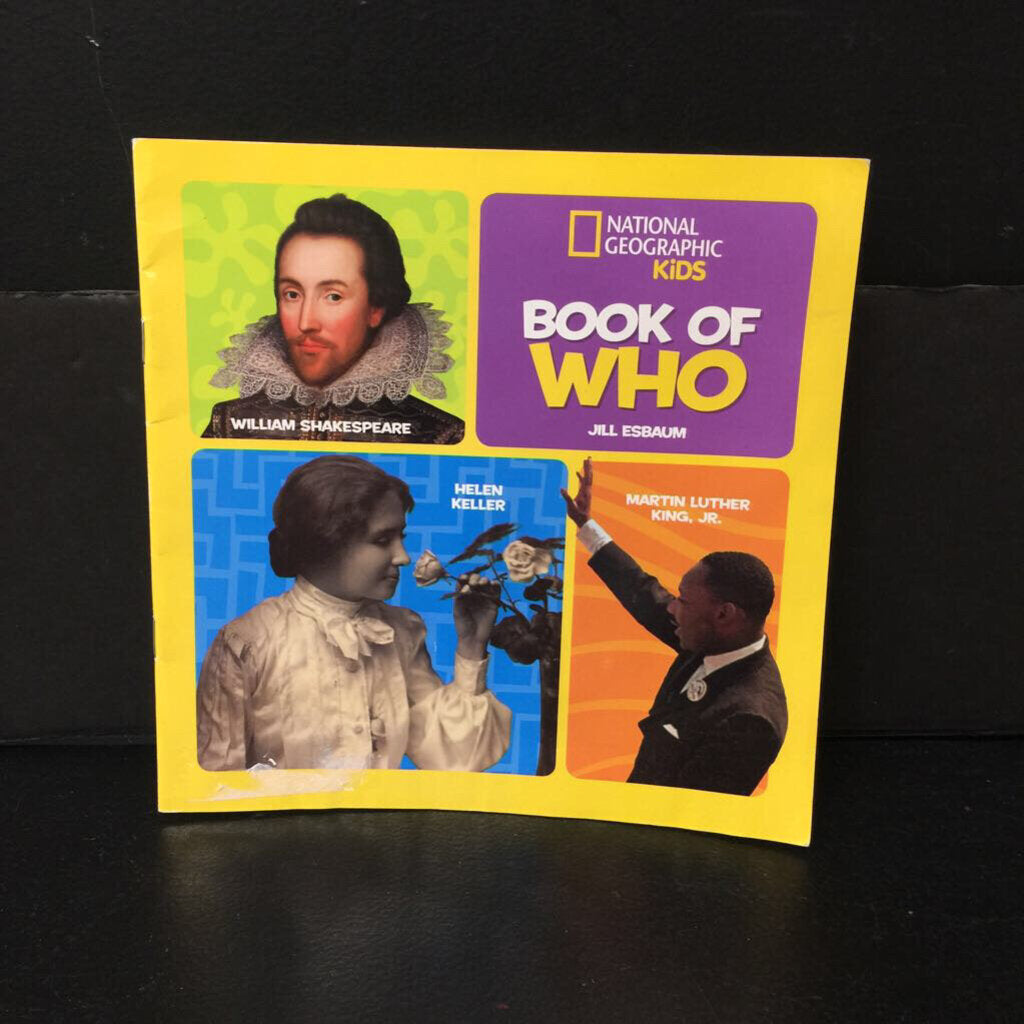 WILLIAM SHAKESPEARE
NATIONAL
GEOGRAPHIC
KiDS
BOOK OF
WHO
JILL ESBAUM
HELEN
KELLER
MARTIN LUTHER
KING, JR.